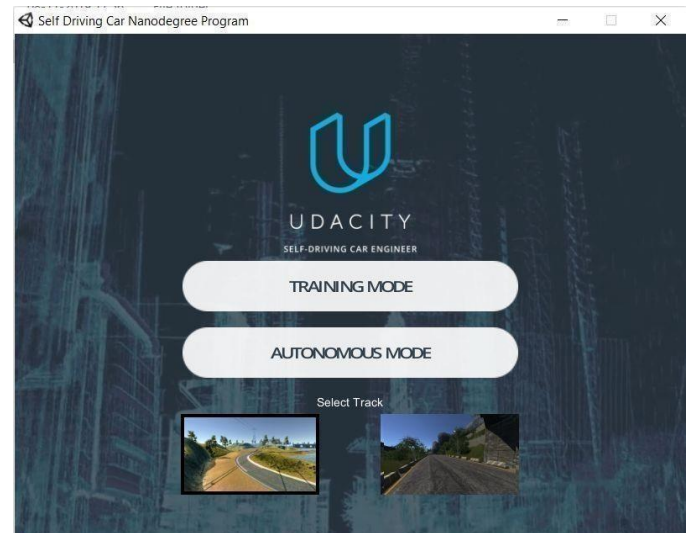 Self Driving Car Nanodegree Program
UDACITY
SELF-DRIVING CAR ENGINEER
TRAINING MODE
AUTONOMOUS MODE
Select Track